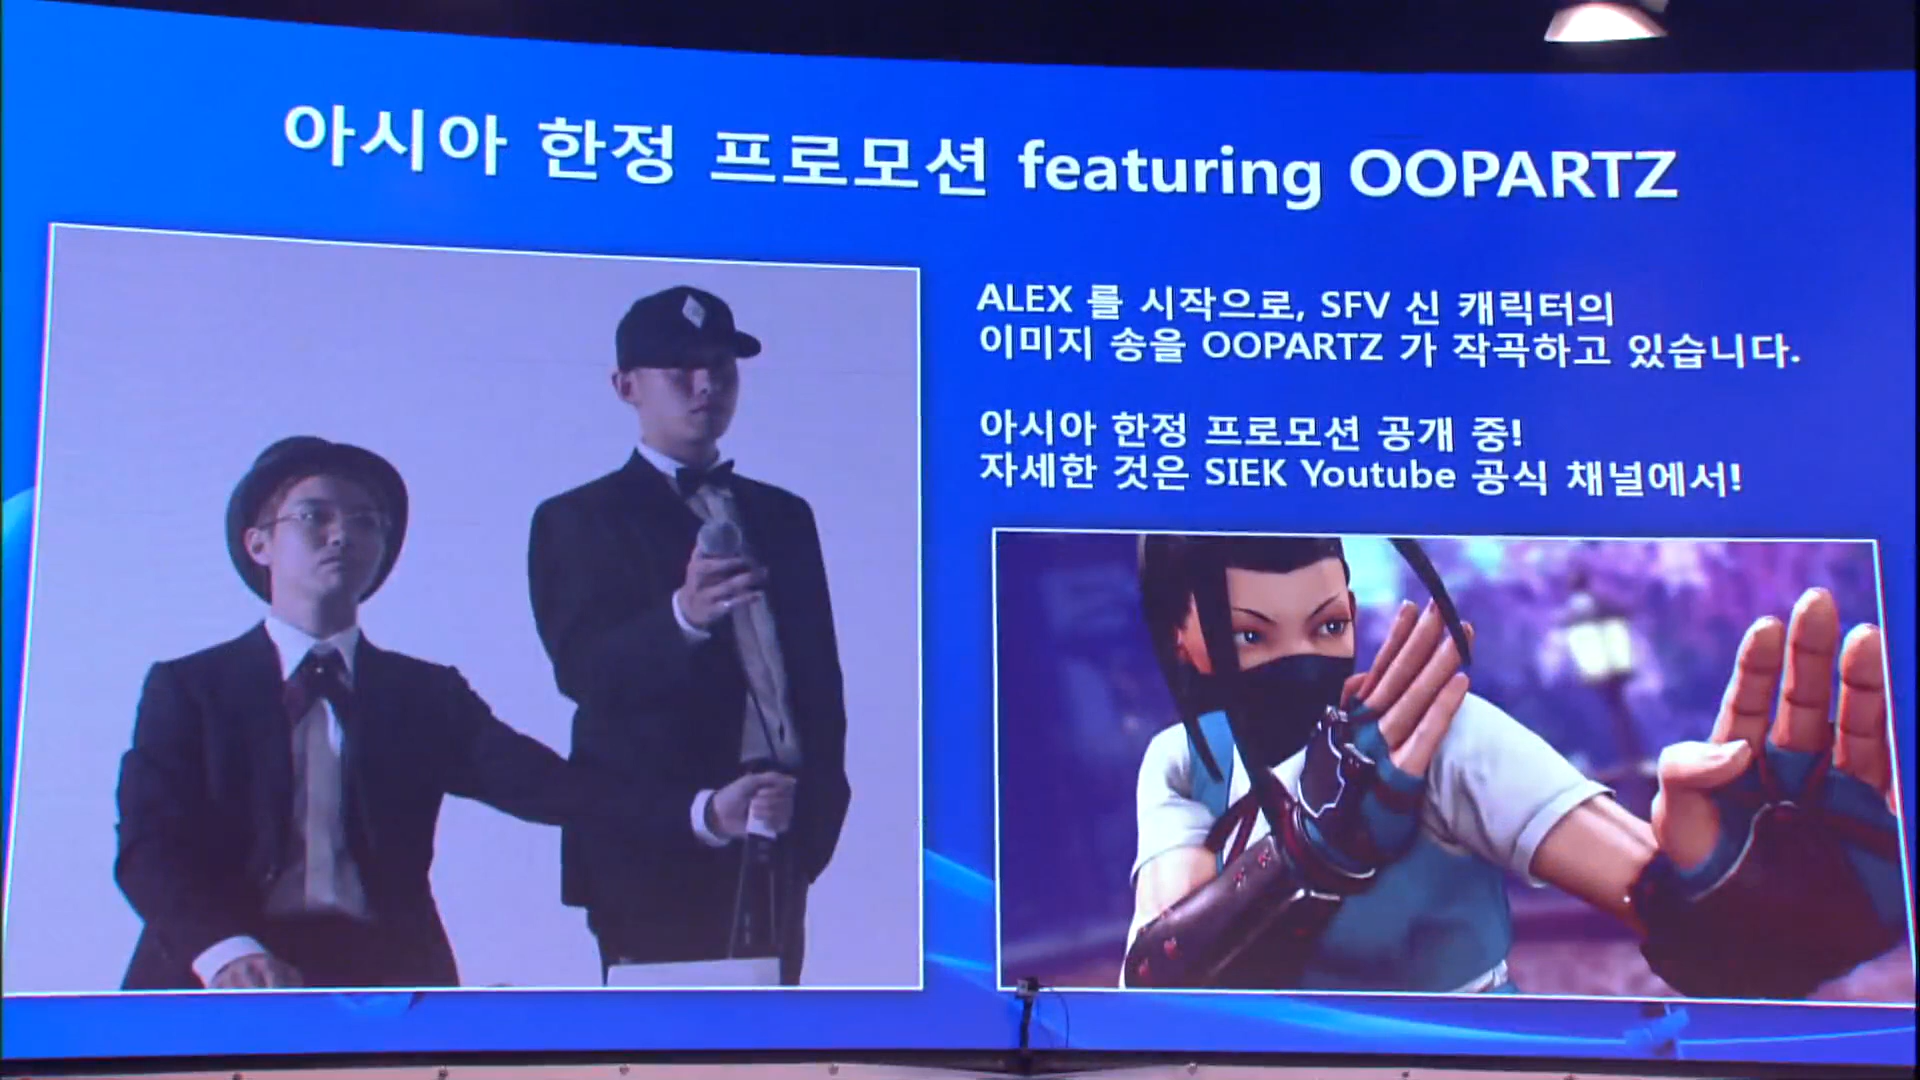 아시아 한정 프로모션 featuring OOPARTZ
ALEX 를 시작으로, SFV 신 캐릭터의
이미지 송을 OOPARTZ 가 작곡하고 있습니다.
아시아 한정 프로모션 공개 중!
자세한 것은 SIEK Youtube 공식 채널에서!